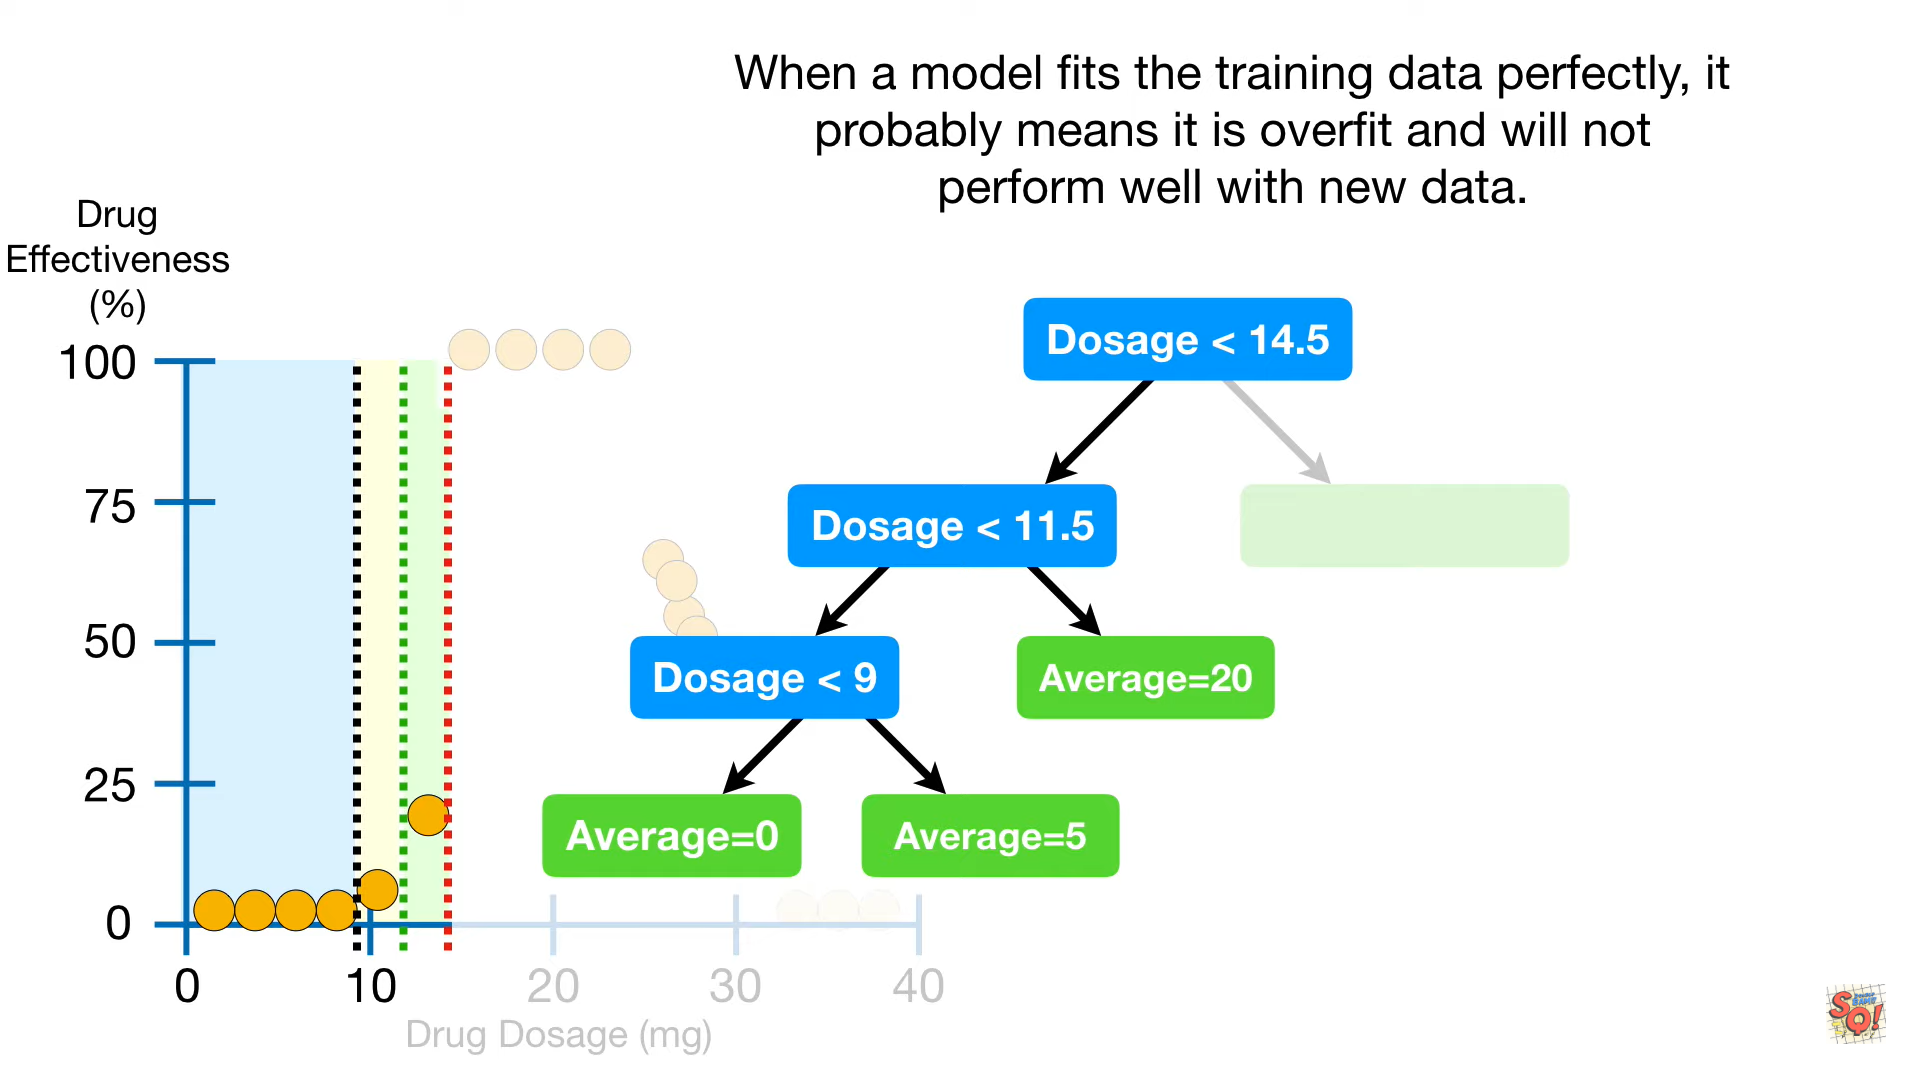 When a model fits the training data perfectly, it
probably means it is overfit and will not
perform well with new data.
Drug
Effectiveness
(%)
100
75
50
25
0
0
10
20
30
40
Drug Dosage (mg)
Dosage < 14.5
Dosage < 11.5
Dosage < 9
Average=20
Average=0
Average=5
SQ!